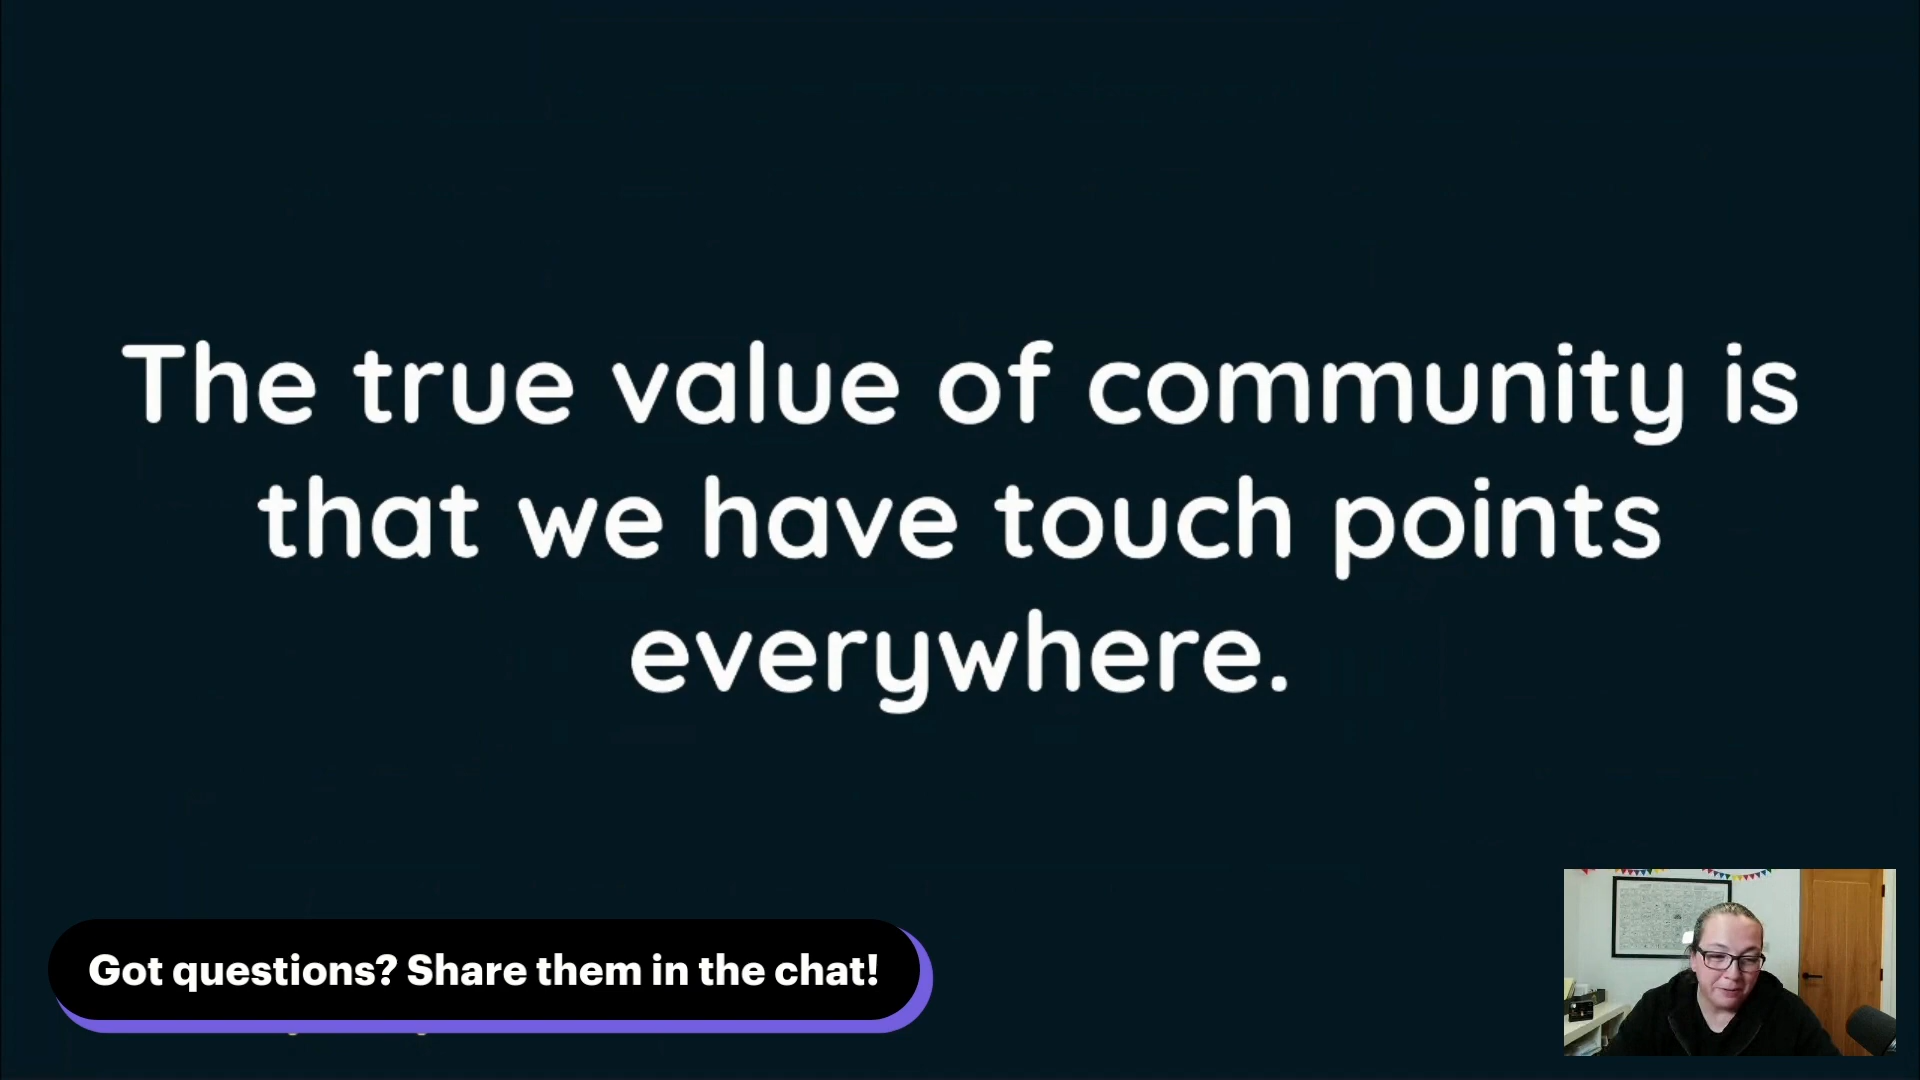 The true value of community is
that we have touch points
everywhere.
Got questions? Share them in the chat!